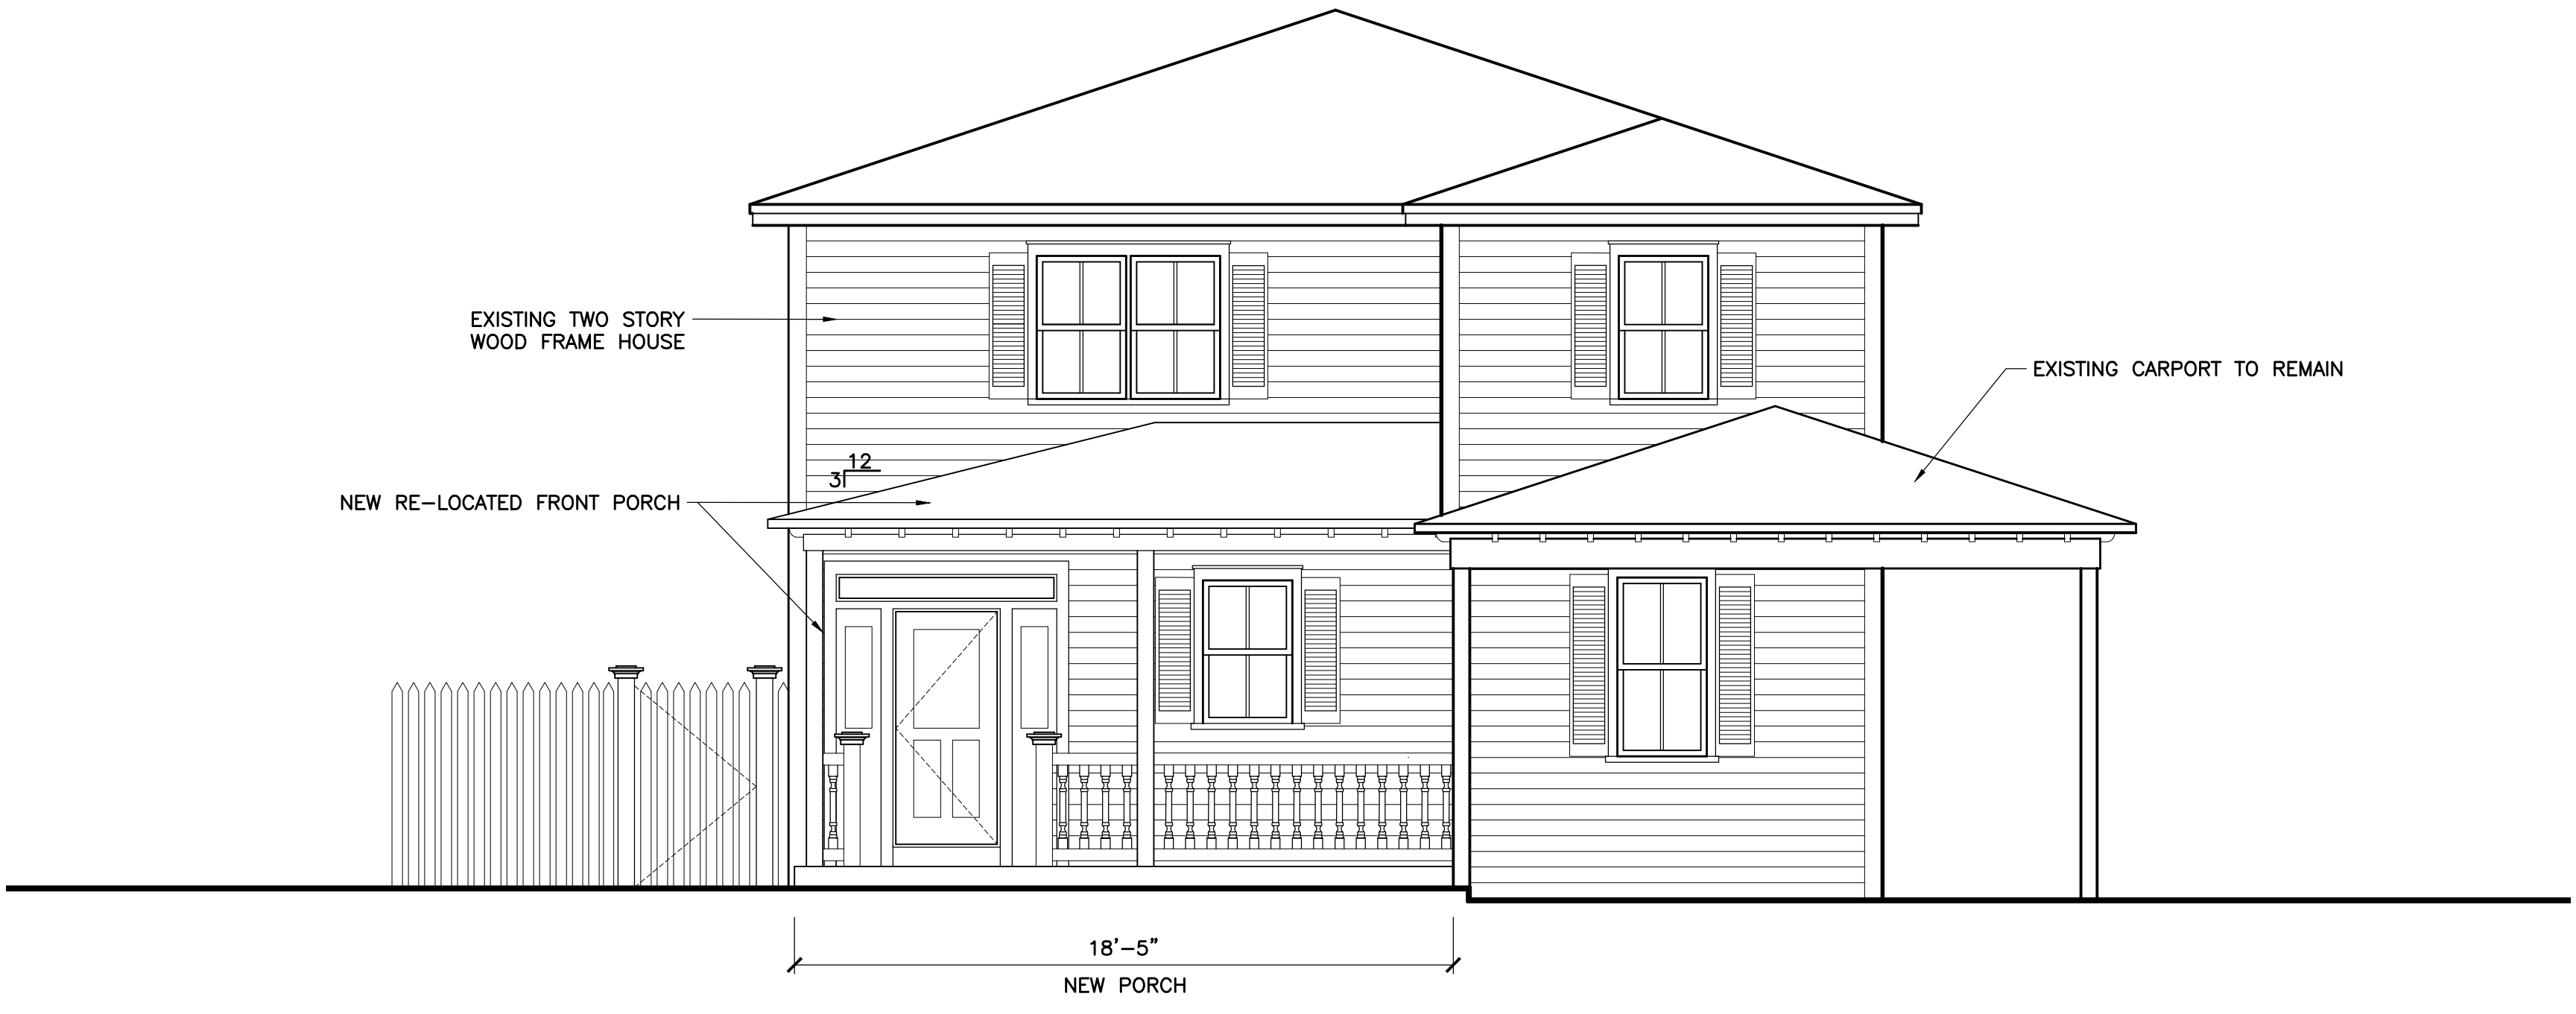 EXISTING TWO STORY
WOOD FRAME HOUSE
EXISTING CARPORT TO REMAIN
12
3
NEW RE-LOCATED FRONT PORCH
18'-5"
NEW PORCH